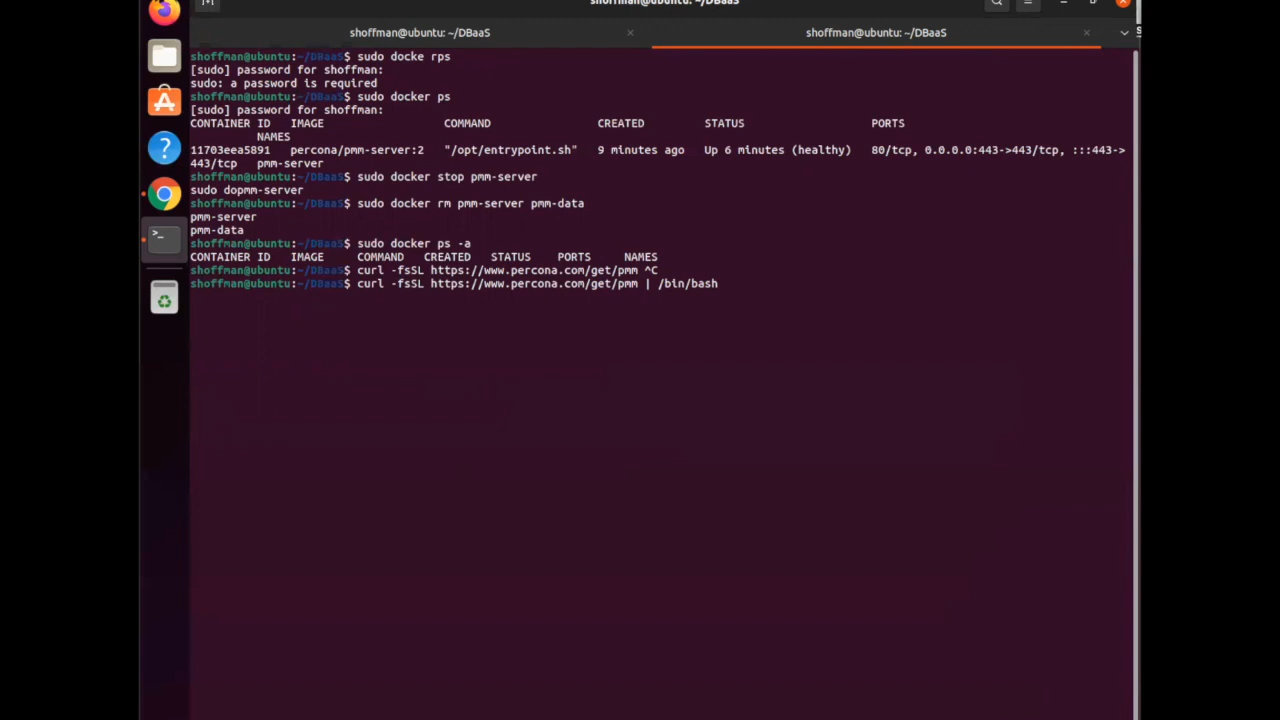 shoffman@ubuntu: ~/DBaaS
shoffman@ubuntu: ~/DBaaS
shoffman@ubuntu: ~/DBaaS
shoffman@ubuntu:~/DBaaS$ sudo docke rps
[sudo] password for shoffman:
sudo: a password is required
shoffman@ubuntu:~/DBaaS$ sudo docker ps
[sudo] password for shoffman:
CONTAINER ID   IMAGE                  COMMAND                CREATED         STATUS                   PORTS
          NAMES
11703eea5891   percona/pmm-server:2   "/opt/entrypoint.sh"   9 minutes ago   Up 6 minutes (healthy)   80/tcp, 0.0.0.0:443->443/tcp, :::443->
443/tcp   pmm-server
shoffman@ubuntu:~/DBaaS$ sudo docker stop pmm-server
sudo dopmm-server
shoffman@ubuntu:~/DBaaS$ sudo docker rm pmm-server pmm-data
pmm-server
pmm-data
shoffman@ubuntu:~/DBaaS$ sudo docker ps -a
CONTAINER ID   IMAGE     COMMAND   CREATED   STATUS    PORTS     NAMES
shoffman@ubuntu:~/DBaaS$ curl -fsSL https://www.percona.com/get/pmm ^C
shoffman@ubuntu:~/DBaaS$ curl -fsSL https://www.percona.com/get/pmm | /bin/bash